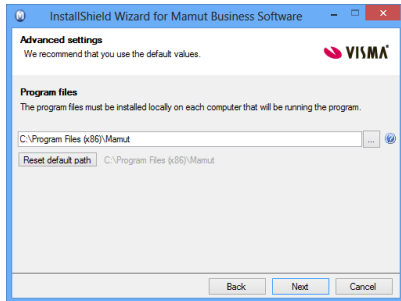 InstallShield Wizard for Mamut Business Software
Advanced settings
We recommend that you use the default values.
VISMA
Program files
The program files must be installed locally on each computer that will be running the program.
C:\Program Files (x86)\Mamut
...
Reset default path C:\Program Files (x86)\Mamut
Back Next Cancel